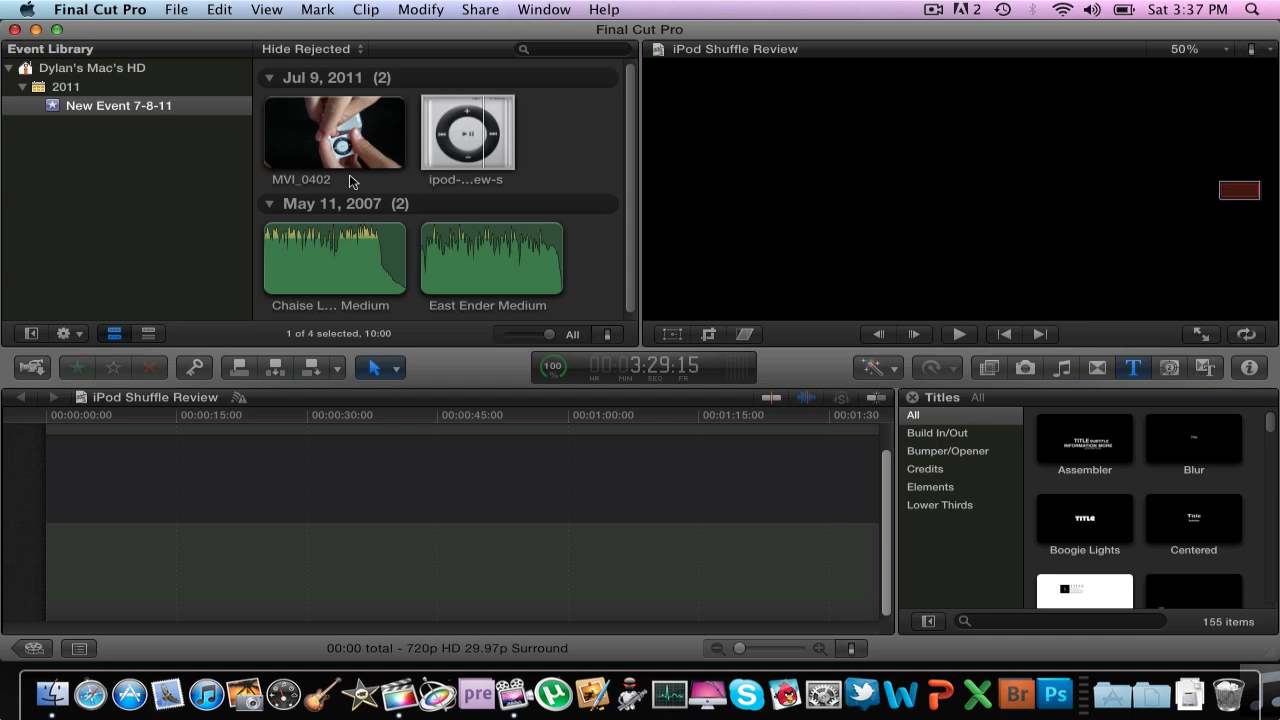 Final Cut Pro File Edit View Mark Clip Modify Share Window Help 2 Sat 3:37 PM
Final Cut Pro
Event Library Hide Rejected iPod Shuffle Review 50%
Dylan's Mac's HD
2011
New Event 7-8-11
Jul 9, 2011 (2)
MVI_0402 ipod-...ew-s
May 11, 2007 (2)
Chaise L... Medium East Ender Medium
1 of 4 selected, 10:00 All
100 % 00:03:29:15
HR MIN SEC FR
iPod Shuffle Review
00:00:00:00 00:00:15:00 00:00:30:00 00:00:45:00 00:01:00:00 00:01:15:00 00:01:30
Titles All
All
Build In/Out
Bumper/Opener
Credits
Elements
Lower Thirds
TITLE SUBTITLE
INFORMATION MORE
Title
Assembler Blur
TITLE
Title
Boogie Lights Centered
155 items
00:00 total - 720p HD 29.97p Surround
pre W P X Br Ps